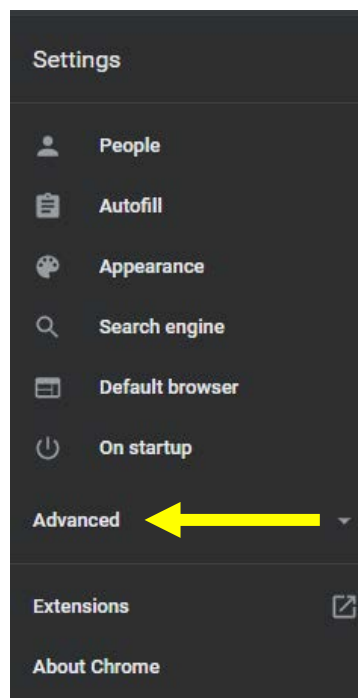 Settings
People
Autofill
Appearance
Search engine
Default browser
On startup
Advanced
Extensions
About Chrome